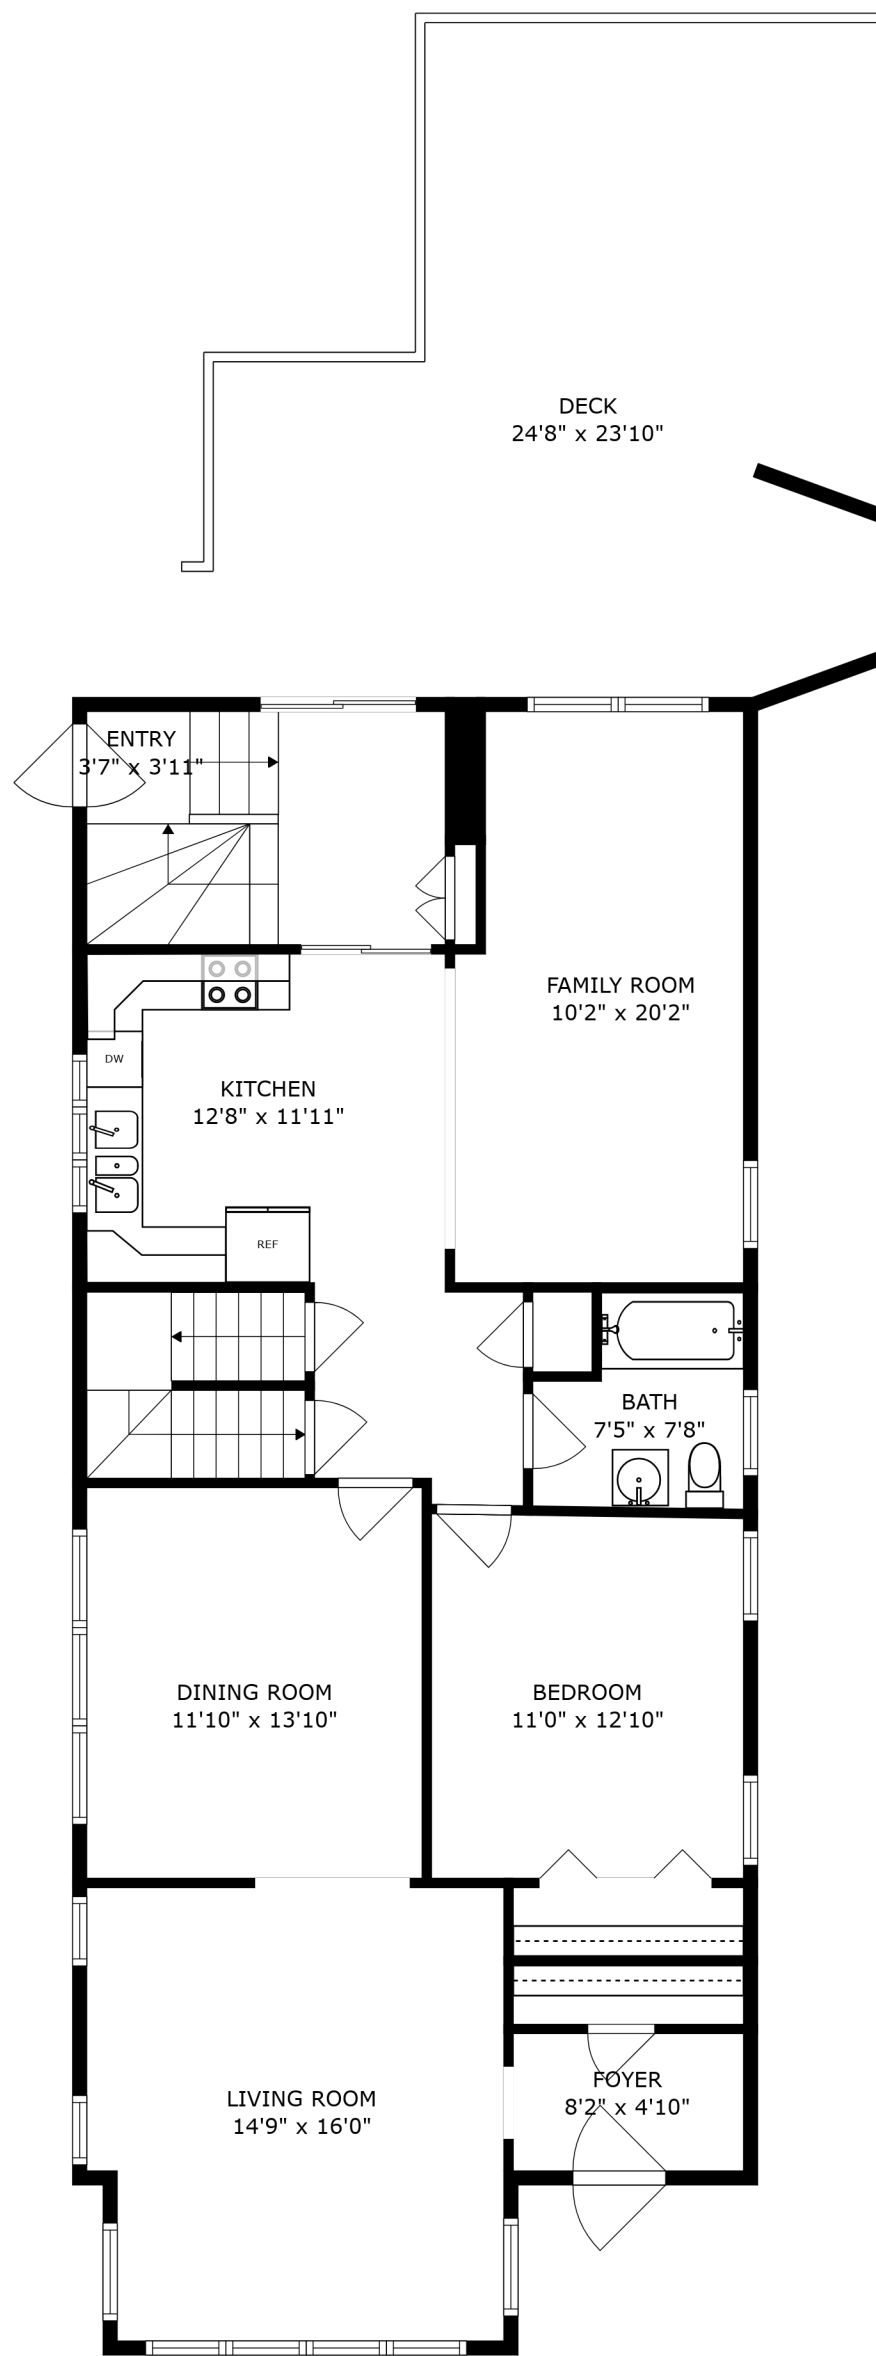 DECK
24'8" x 23'10"
ENTRY
3'7" x 3'11"
FAMILY ROOM
10'2" x 20'2"
DW
KITCHEN
12'8" x 11'11"
REF
BATH
7'5" x 7'8"
DINING ROOM
11'10" x 13'10"
BEDROOM
11'0" x 12'10"
FOYER
8'2" x 4'10"
LIVING ROOM
14'9" x 16'0"